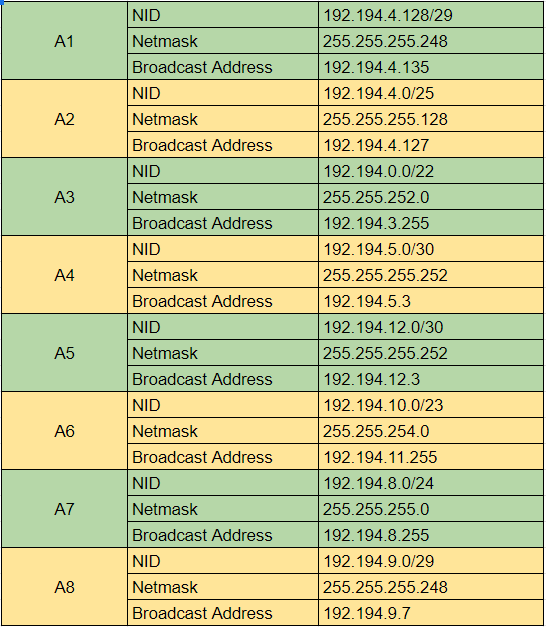 A1
NID 192.194.4.128/29
Netmask 255.255.255.248
Broadcast Address 192.194.4.135
A2
NID 192.194.4.0/25
Netmask 255.255.255.128
Broadcast Address 192.194.4.127
A3
NID 192.194.0.0/22
Netmask 255.255.252.0
Broadcast Address 192.194.3.255
A4
NID 192.194.5.0/30
Netmask 255.255.255.252
Broadcast Address 192.194.5.3
A5
NID 192.194.12.0/30
Netmask 255.255.255.252
Broadcast Address 192.194.12.3
A6
NID 192.194.10.0/23
Netmask 255.255.254.0
Broadcast Address 192.194.11.255
A7
NID 192.194.8.0/24
Netmask 255.255.255.0
Broadcast Address 192.194.8.255
A8
NID 192.194.9.0/29
Netmask 255.255.255.248
Broadcast Address 192.194.9.7